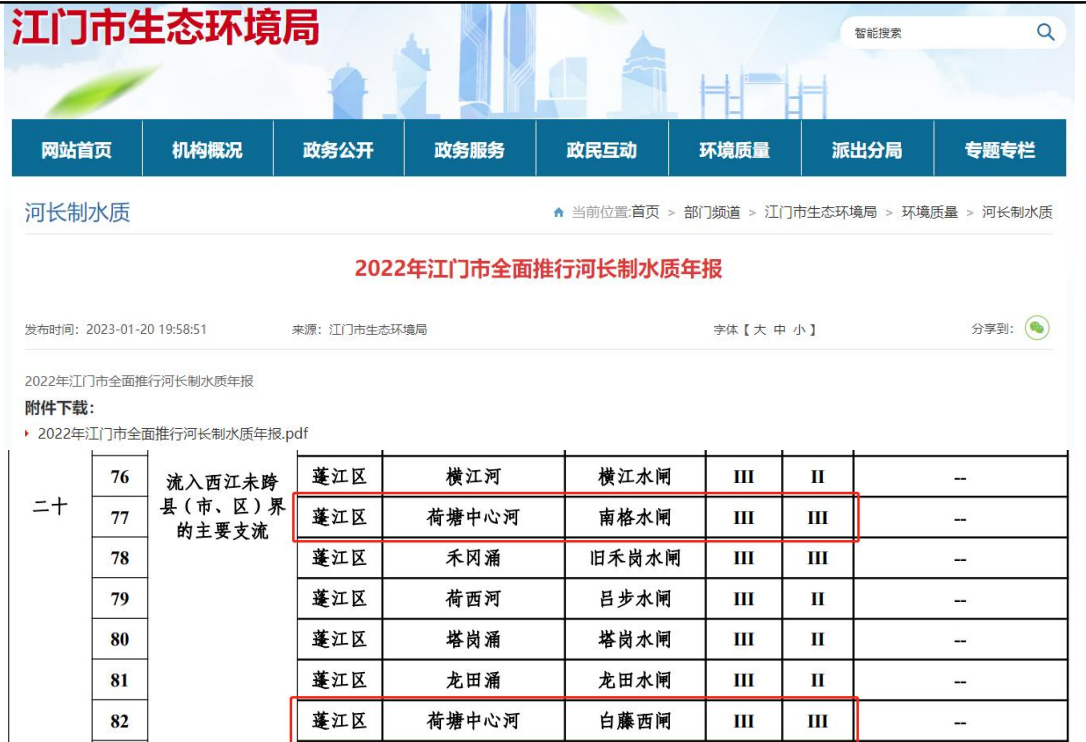 江门市生态环境局
智能搜索
网站首页 机构概况 政务公开 政务服务 政民互动 环境质量 派出分局 专题专栏
河长制水质 当前位置:首页 > 部门频道 > 江门市生态环境局 > 环境质量 > 河长制水质
2022年江门市全面推行河长制水质年报
发布时间：2023-01-20 19:58:51 来源：江门市生态环境局 字体【大 中 小】 分享到：
2022年江门市全面推行河长制水质年报
附件下载：
2022年江门市全面推行河长制水质年报.pdf
二十
流入西江未跨
县（市、区）界
的主要支流
76 蓬江区 横江河 横江水闸 III II --
77 蓬江区 荷塘中心河 南格水闸 III III --
78 蓬江区 禾冈涌 旧禾岗水闸 III III --
79 蓬江区 荷西河 吕步水闸 III II --
80 蓬江区 塔岗涌 塔岗水闸 III II --
81 蓬江区 龙田涌 龙田水闸 III II --
82 蓬江区 荷塘中心河 白藤西闸 III III --